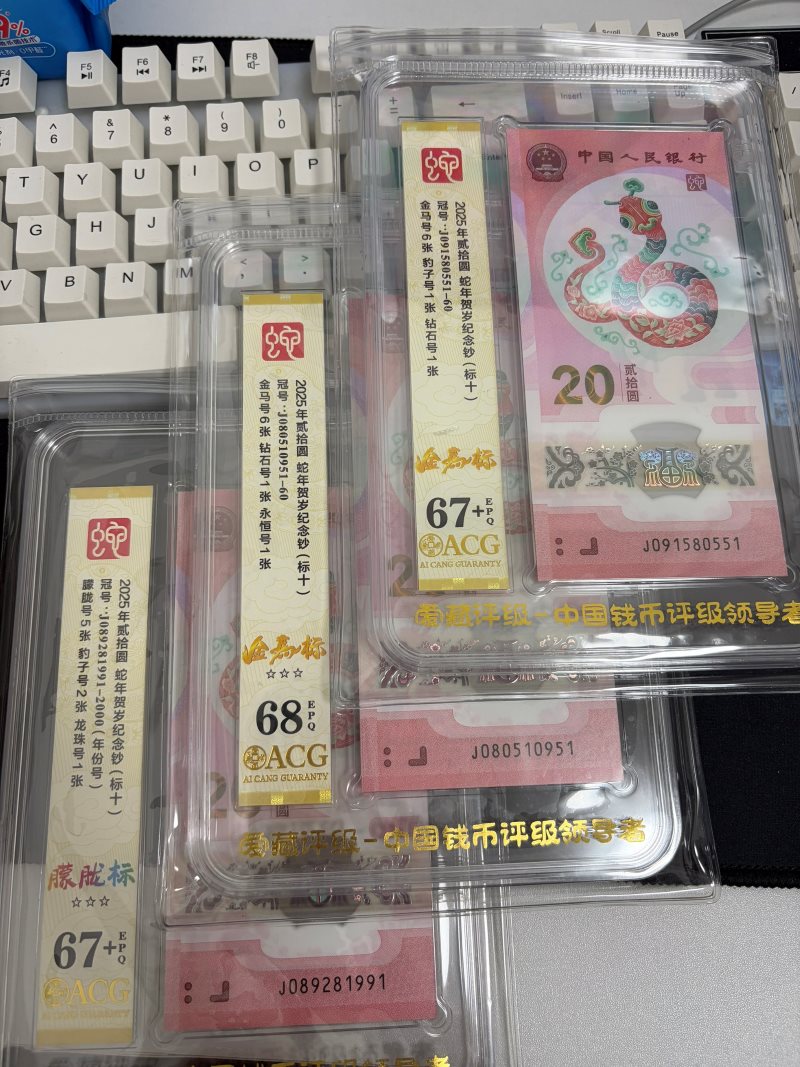 F4
F5
F6
F7
F8
Scroll
Pause
^
6
&
7
*
8
(
9
)
0
+
=
←
Insert
Home
T
Y
U
I
O
P
G
H
J
V
B
N
M
2025年贰拾圆 蛇年贺岁纪念钞（标十）
冠号：J091580551-60
金马号6张 豹子号1张 钻石号1张
金马标
67+
EPQ
ACG
AI CANG GUARANTY
中国人民银行
20
贰拾圆
J091580551
爱藏评级-中国钱币评级领导者
2025年贰拾圆 蛇年贺岁纪念钞（标十）
冠号：J080510951-60
金马号6张 钻石号1张 永恒号1张
金马标
☆☆☆
68
EPQ
ACG
AI CANG GUARANTY
J080510951
爱藏评级-中国钱币评级领导者
2025年贰拾圆 蛇年贺岁纪念钞（标十）
冠号：J089281991-2000（年份号）
朦胧号5张 豹子号2张 龙珠号1张
朦胧标
☆☆☆
67+
EPQ
ACG
AI CANG GUARANTY
20
J089281991